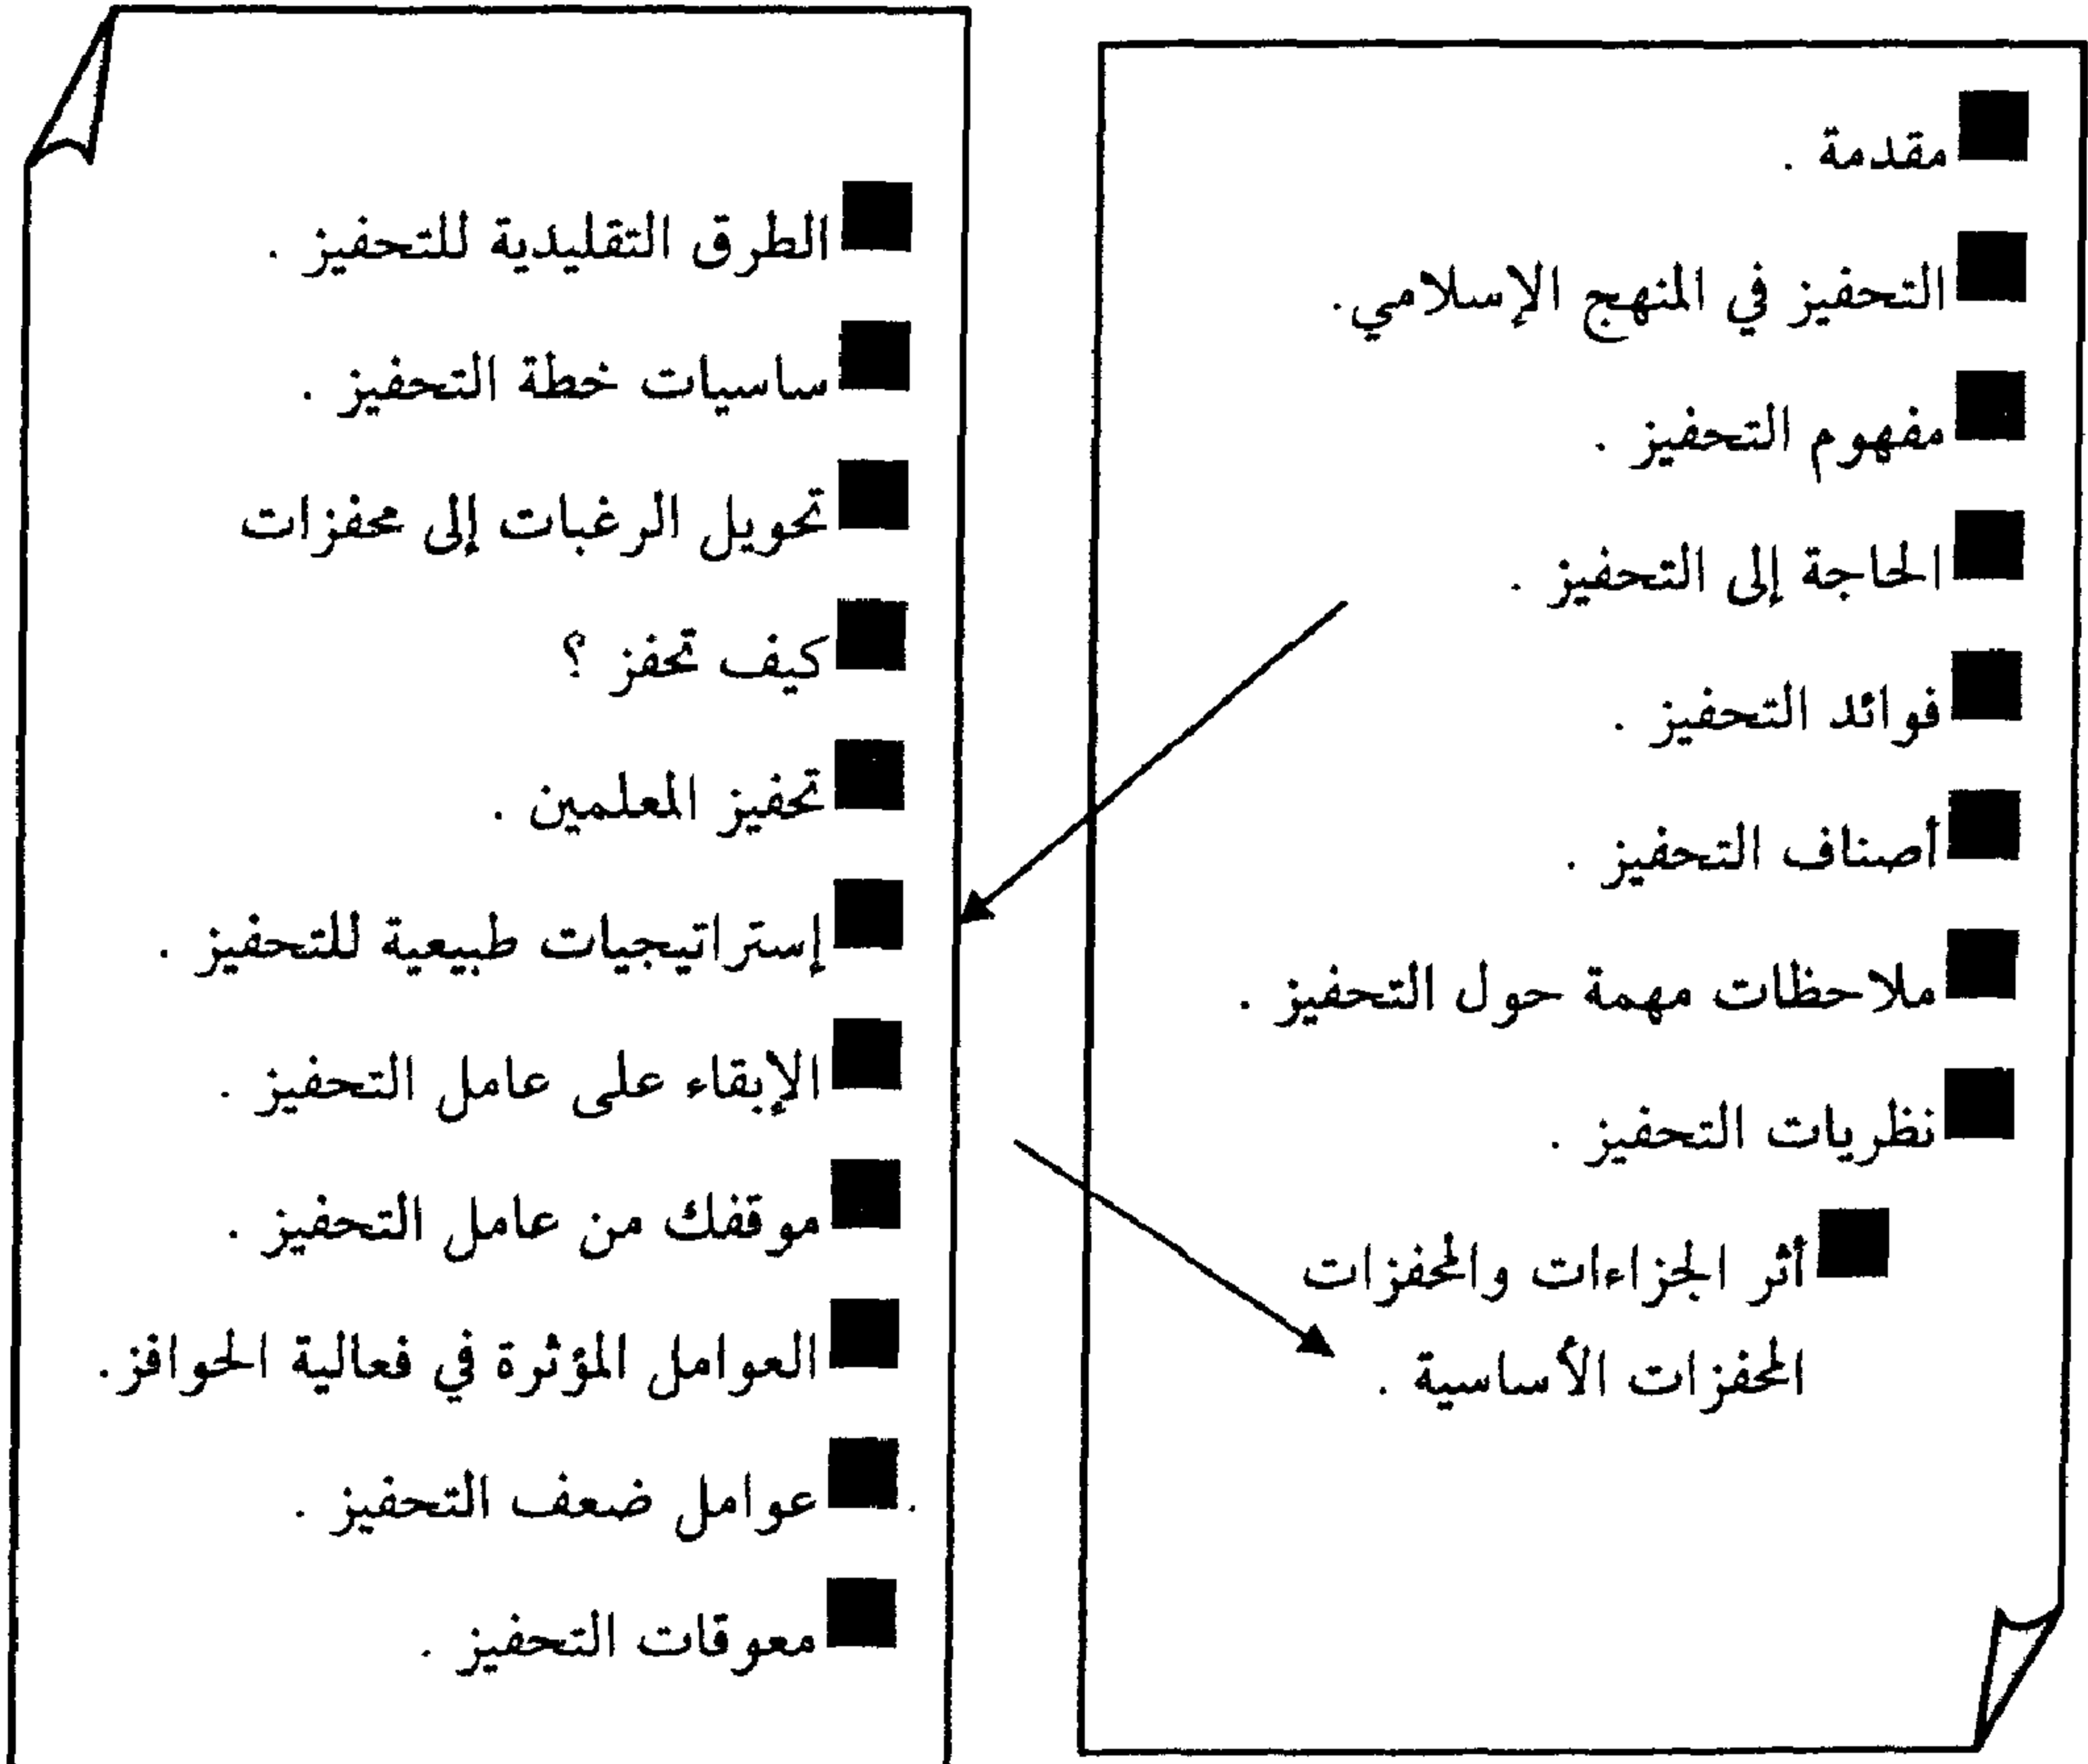 مقدمة .
التحفيز في المنهج الإسلامي.
مفهوم التحفيز .
الحاجة إلى التحفيز .
فوائد التحفيز .
أصناف التحفيز .
ملاحظات مهمة حول التحفيز .
نظريات التحفيز .
أثر الجزاءات والمحفزات
المحفزات الأساسية .
الطرق التقليدية للتحفيز .
ساسيات خطة التحفيز .
تحويل الرغبات إلى محفزات
كيف تحفز ؟
تحفيز المعلمين .
إستراتيجيات طبيعية للتحفيز .
الإبقاء على عامل التحفيز .
موقفك من عامل التحفيز .
العوامل المؤثرة في فعالية الحوافز.
عوامل ضعف التحفيز .
معوقات التحفيز .